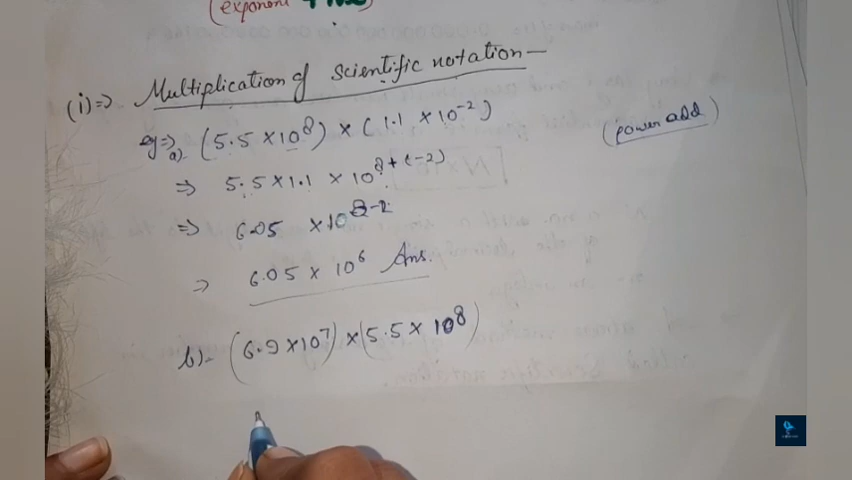 (exponent
(i)⇒ Multiplication of Scientific notation—
eg⇒ a) (5.5 × 10⁸) × (1.1 × 10⁻²) (power add)
⇒ 5.5 × 1.1 × 10⁸⁺⁽⁻²⁾
⇒ 6.05 × 10⁸⁻²
⇒ 6.05 × 10⁶ Ans.
b)- (6.9 × 10⁷) × (5.5 × 10⁸)